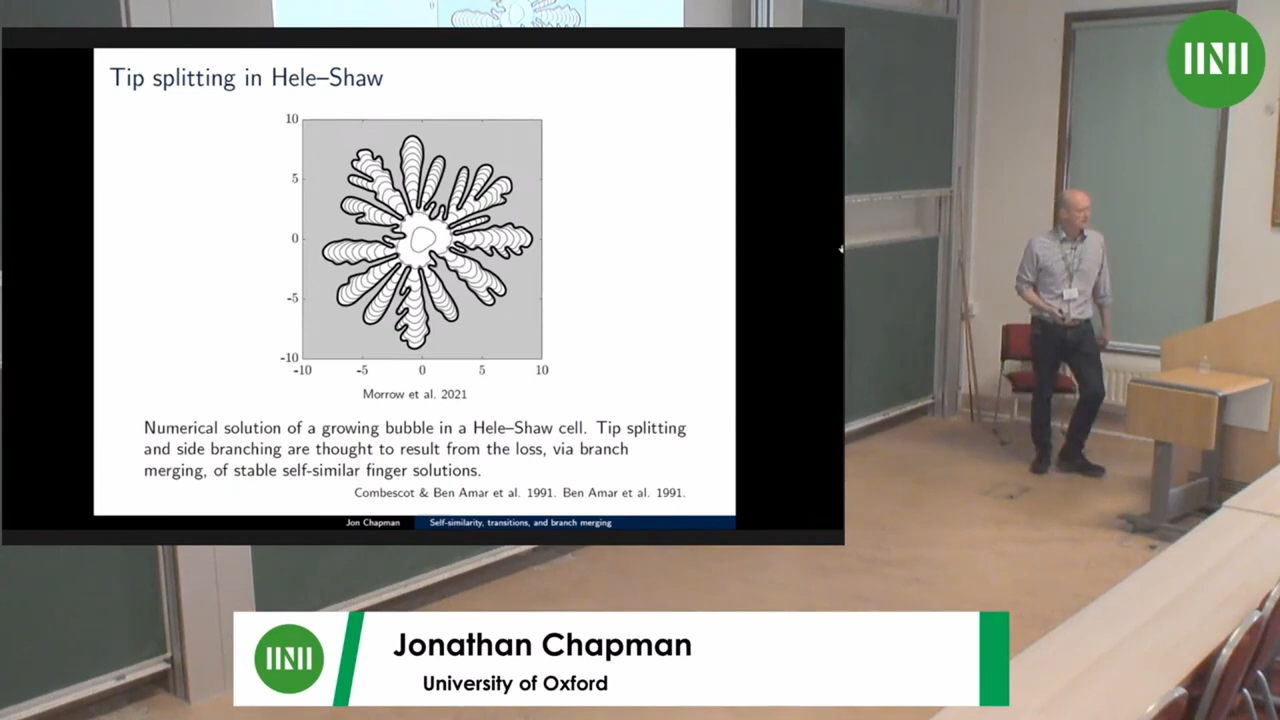 Tip splitting in Hele–Shaw
10
5
0
-5
-10
-10 -5 0 5 10
Morrow et al. 2021
Numerical solution of a growing bubble in a Hele–Shaw cell. Tip splitting
and side branching are thought to result from the loss, via branch
merging, of stable self-similar finger solutions.
Combescot & Ben Amar et al. 1991. Ben Amar et al. 1991.
Jon Chapman Self-similarity, transitions, and branch merging
Jonathan Chapman
University of Oxford